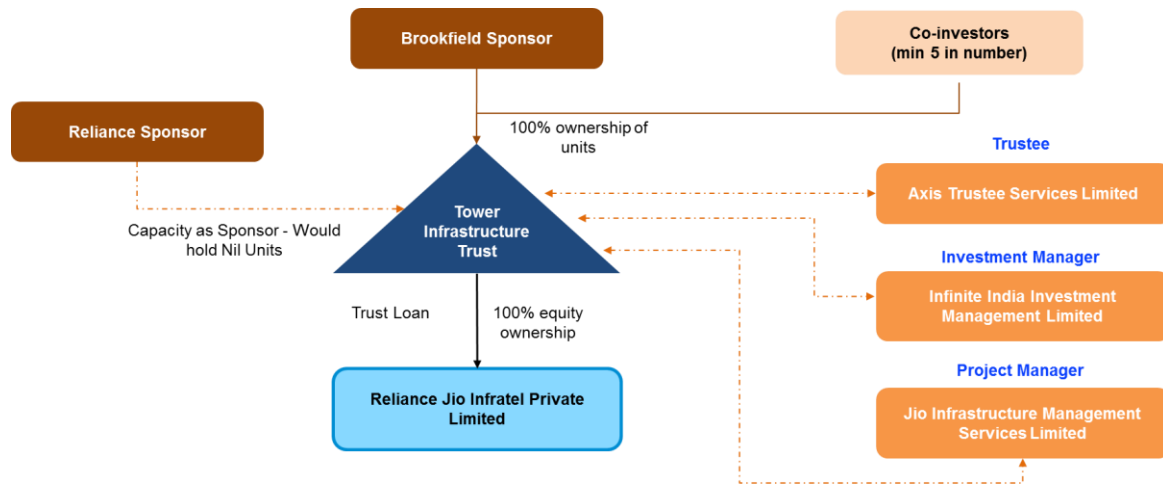 Brookfield Sponsor
Co-investors
(min 5 in number)
Reliance Sponsor
100% ownership of
units
Trustee
Axis Trustee Services Limited
Capacity as Sponsor - Would
hold Nil Units
Tower
Infrastructure
Trust
Investment Manager
Infinite India Investment
Management Limited
Trust Loan
100% equity
ownership
Project Manager
Reliance Jio Infratel Private
Limited
Jio Infrastructure Management
Services Limited